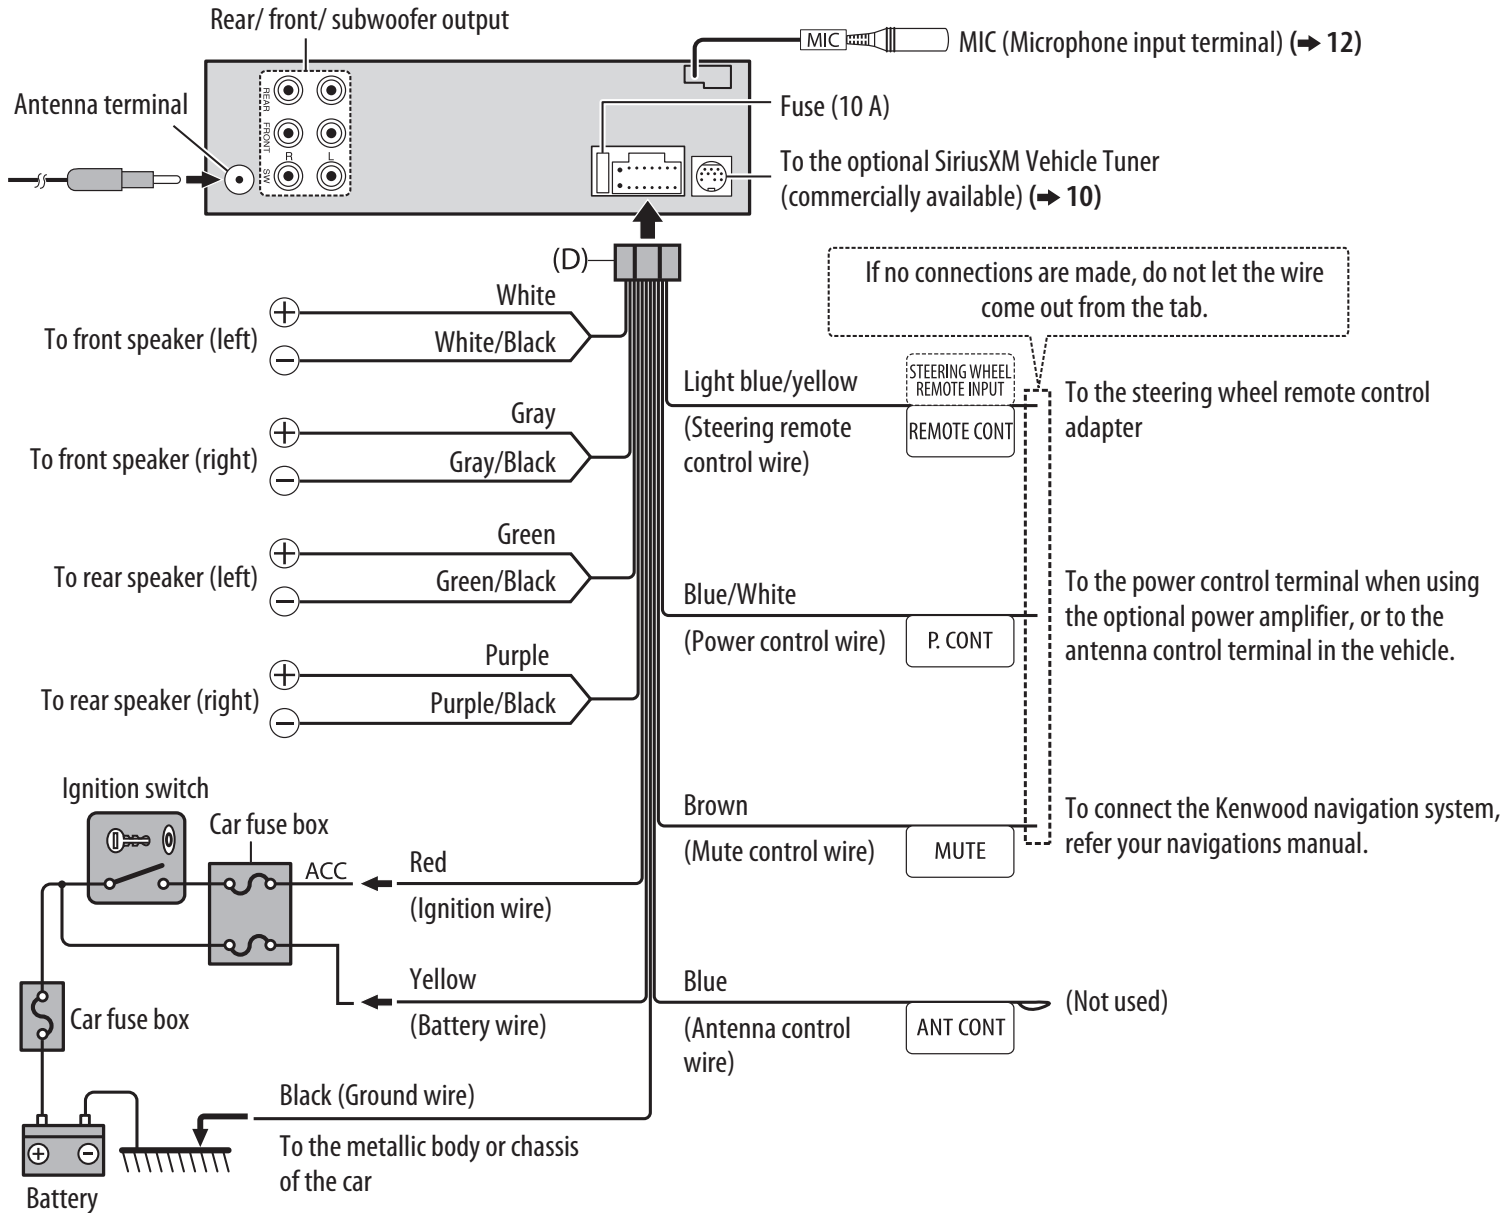 Rear/ front/ subwoofer output
MIC
MIC (Microphone input terminal) (➜ 12)
Antenna terminal
REAR
FRONT
SW
R
L
Fuse (10 A)
To the optional SiriusXM Vehicle Tuner
(commercially available) (➜ 10)
(D)
If no connections are made, do not let the wire
come out from the tab.
To front speaker (left)
White
White/Black
To front speaker (right)
Gray
Gray/Black
To rear speaker (left)
Green
Green/Black
To rear speaker (right)
Purple
Purple/Black
Light blue/yellow
(Steering remote
control wire)
STEERING WHEEL
REMOTE INPUT
REMOTE CONT
To the steering wheel remote control
adapter
Blue/White
(Power control wire)
P. CONT
To the power control terminal when using
the optional power amplifier, or to the
antenna control terminal in the vehicle.
Brown
(Mute control wire)
MUTE
To connect the Kenwood navigation system,
refer your navigations manual.
Ignition switch
Car fuse box
ACC
Red
(Ignition wire)
Yellow
(Battery wire)
Car fuse box
Blue
(Antenna control
wire)
ANT CONT
(Not used)
Black (Ground wire)
To the metallic body or chassis
of the car
Battery